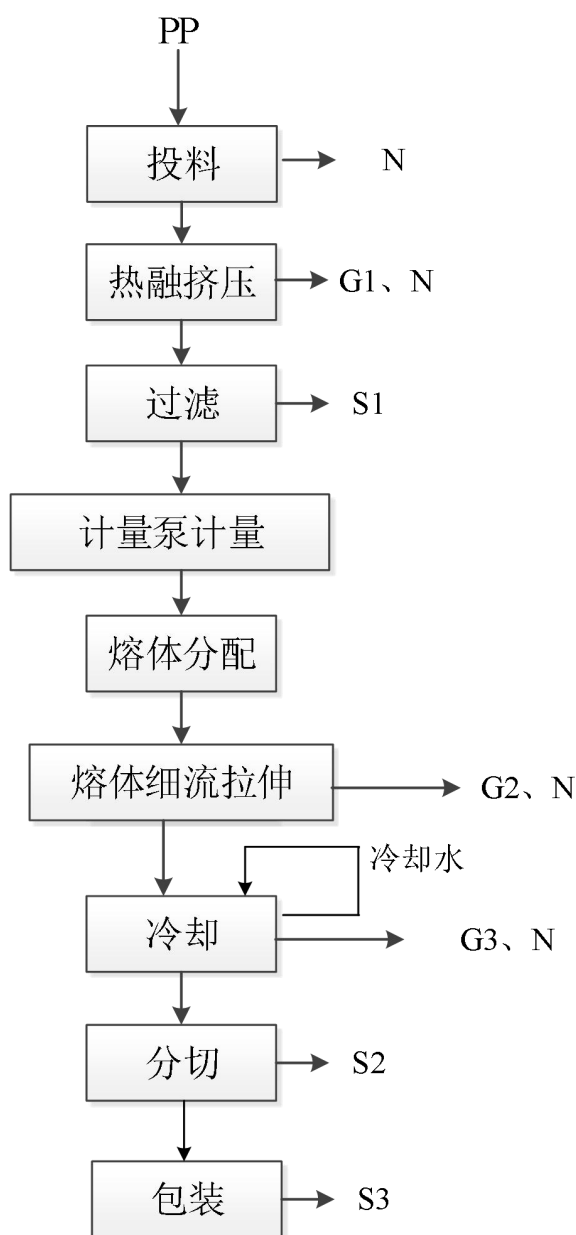 PP
投料 N
热融挤压 G1、N
过滤 S1
计量泵计量
熔体分配
熔体细流拉伸 G2、N
冷却水
冷却 G3、N
分切 S2
包装 S3